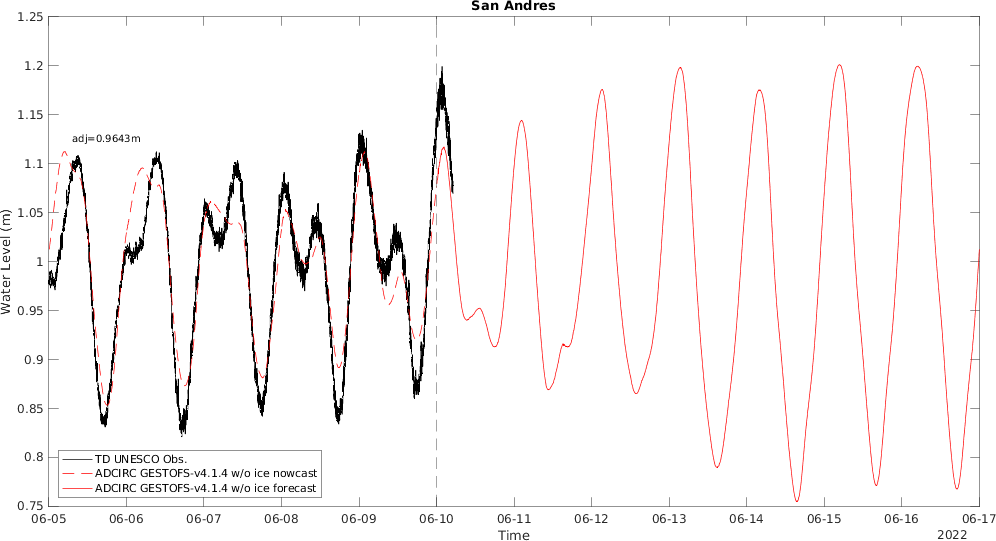 San Andres
1.25
1.2
1.15
1.1
1.05
1
0.95
0.9
0.85
0.8
0.75
Water Level (m)
adj=0.9643m
TD UNESCO Obs.
ADCIRC GESTOFS-v4.1.4 w/o ice nowcast
ADCIRC GESTOFS-v4.1.4 w/o ice forecast
06-05 06-06 06-07 06-08 06-09 06-10 06-11 06-12 06-13 06-14 06-15 06-16 06-17
Time
2022